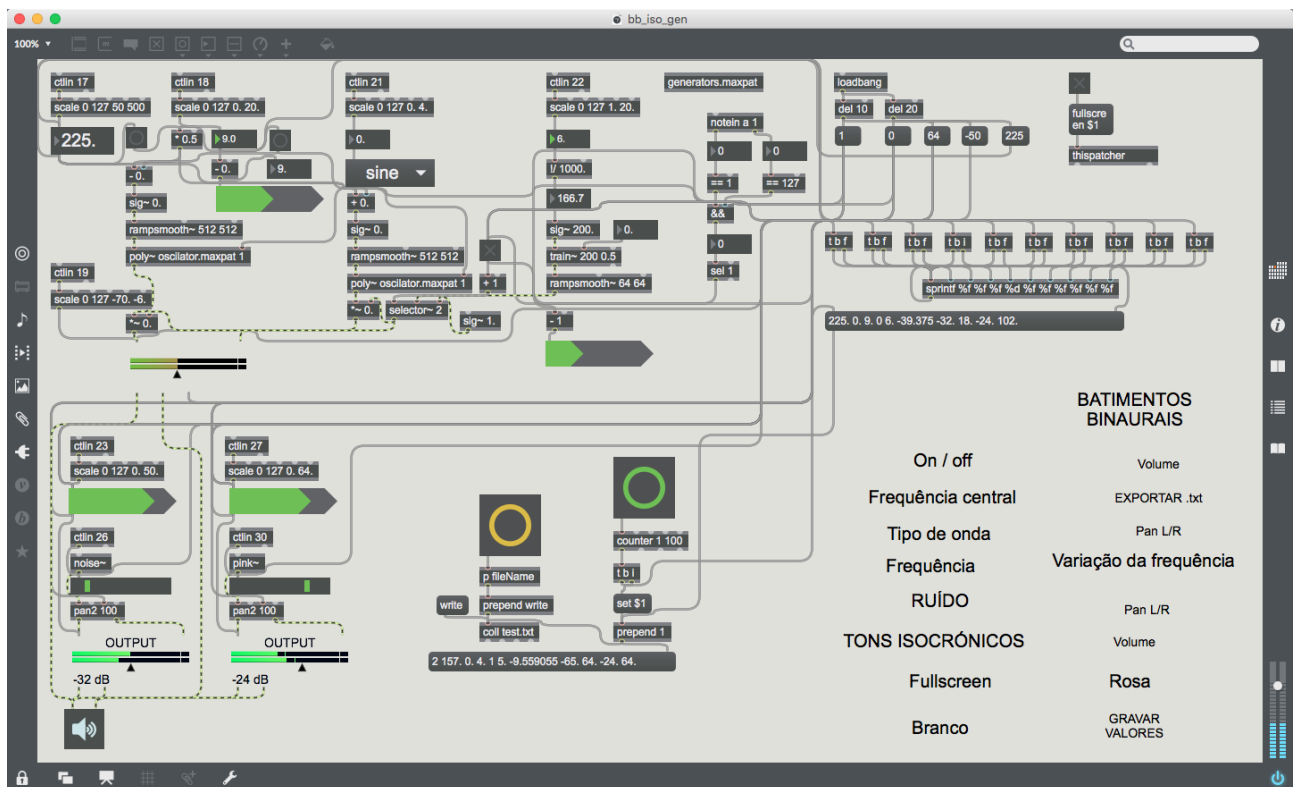 bb_iso_gen
100%
ctlin 17
ctlin 18
ctlin 21
ctlin 22
generators.maxpat
loadbang
scale 0 127 50 500
scale 0 127 0. 20.
scale 0 127 0. 4.
scale 0 127 1. 20.
del 10
del 20
fullscre
en $1
notein a 1
225.
* 0.5
9.0
0.
6.
1
0
64
-50
225
sine
0
0
thispatcher
- 0.
- 0.
9.
!/ 1000.
== 1
== 127
sig~ 0.
+ 0.
166.7
&&
rampsmooth~ 512 512
sig~ 0.
sig~ 200.
0.
0
t b f
t b f
t b f
t b i
t b f
t b f
t b f
t b f
t b f
t b f
poly~ oscilator.maxpat 1
rampsmooth~ 512 512
train~ 200 0.5
sel 1
ctlin 19
poly~ oscilator.maxpat 1
+ 1
rampsmooth~ 64 64
sprintf %f %f %f %d %f %f %f %f %f %f
scale 0 127 -70. -6.
*~ 0.
*~ 0.
selector~ 2
sig~ 1.
- 1
225. 0. 9. 0 6. -39.375 -32. 18. -24. 102.
BATIMENTOS
BINAURAIS
ctlin 23
ctlin 27
On / off
Volume
scale 0 127 0. 50.
scale 0 127 0. 64.
Frequência central
EXPORTAR .txt
ctlin 26
ctlin 30
Tipo de onda
Pan L/R
counter 1 100
noise~
pink~
Frequência
Variação da frequência
p fileName
t b i
pan2 100
pan2 100
write
prepend write
set $1
RUÍDO
Pan L/R
coll test.txt
prepend 1
OUTPUT
OUTPUT
TONS ISOCRÓNICOS
Volume
2 157. 0. 4. 1 5. -9.559055 -65. 64. -24. 64.
-32 dB
-24 dB
Fullscreen
Rosa
Branco
GRAVAR
VALORES